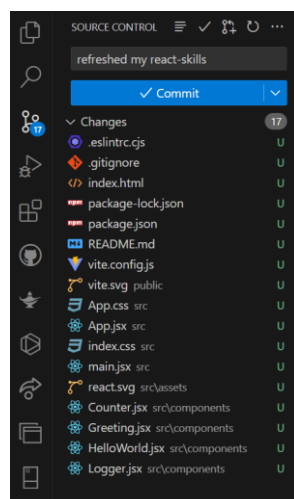 SOURCE CONTROL
refreshed my react-skills
Commit
17
Changes 17
.eslintrc.cjs U
.gitignore U
index.html U
npm package-lock.json U
npm package.json U
README.md U
vite.config.js U
vite.svg public U
App.css src U
App.jsx src U
index.css src U
main.jsx src U
react.svg src\assets U
Counter.jsx src\components U
Greeting.jsx src\components U
HelloWorld.jsx src\components U
Logger.jsx src\components U